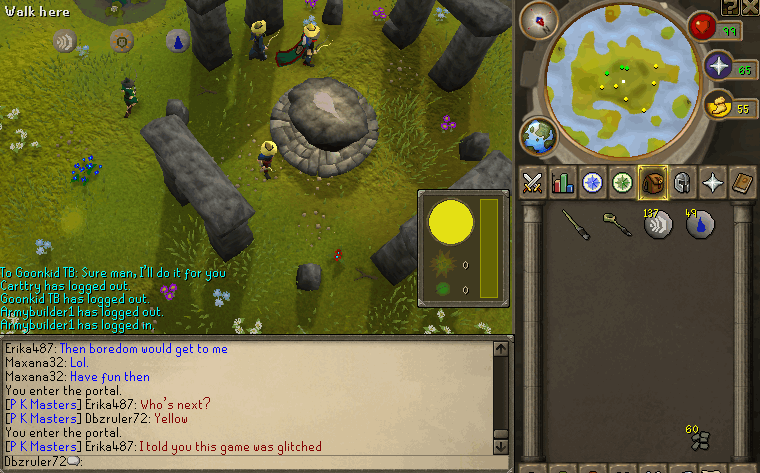 Walk here
99
65
55
137
49
0
0
To Goonkid TB: Sure man, I'll do it for you
Carttry has logged out.
Goonkid TB has logged out.
Armybuilder1 has logged out.
Armybuilder1 has logged in.
Erika487: Then boredom would get to me
Maxana32: Lol.
Maxana32: Have fun then
You enter the portal.
[P K Masters] Erika487: Who's next?
[P K Masters] Dbzruler72: Yellow
You enter the portal.
[P K Masters] Erika487: I told you this game was glitched
Dbzruler72:
60